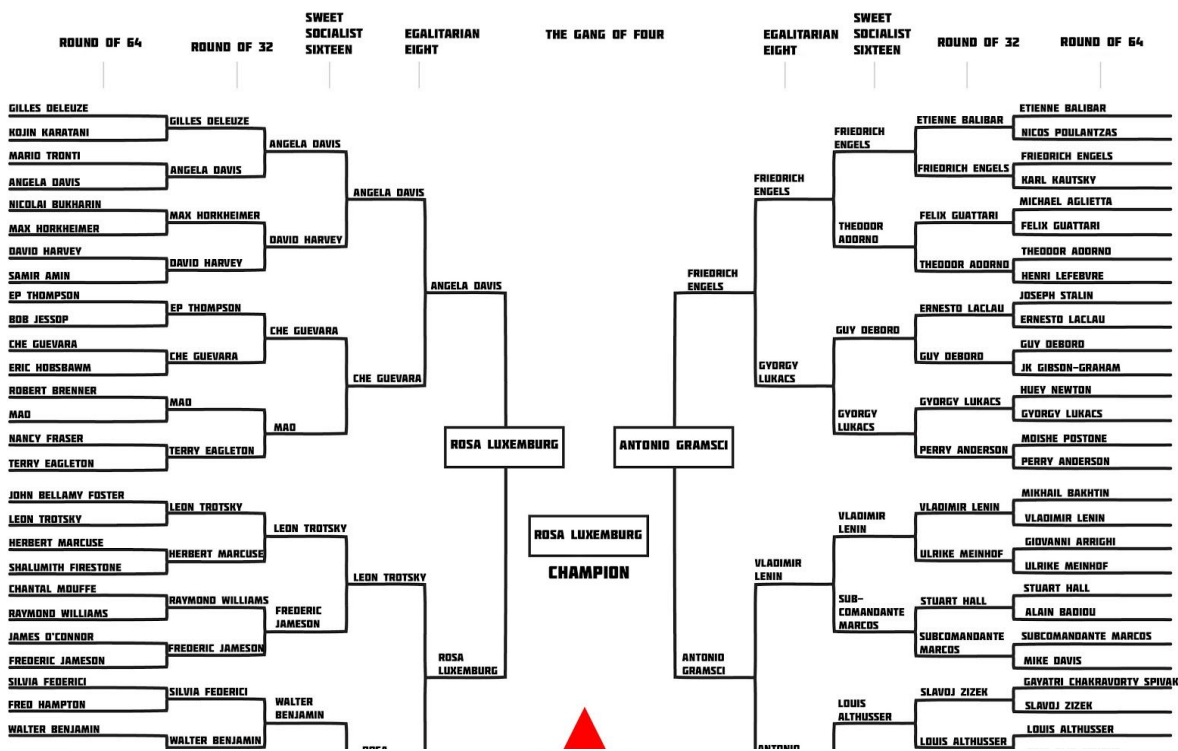 ROUND OF 64
ROUND OF 32
SWEET
SOCIALIST
SIXTEEN
EGALITARIAN
EIGHT
THE GANG OF FOUR
EGALITARIAN
EIGHT
SWEET
SOCIALIST
SIXTEEN
ROUND OF 32
ROUND OF 64
GILLES DELEUZE
KOJIN KARATANI
MARIO TRONTI
ANGELA DAVIS
NICOLAI BUKHARIN
MAX HORKHEIMER
DAVID HARVEY
SAMIR AMIN
EP THOMPSON
BOB JESSOP
CHE GUEVARA
ERIC HOBSBAWM
ROBERT BRENNER
MAO
NANCY FRASER
TERRY EAGLETON
JOHN BELLAMY FOSTER
LEON TROTSKY
HERBERT MARCUSE
SHALUMITH FIRESTONE
CHANTAL MOUFFE
RAYMOND WILLIAMS
JAMES O'CONNOR
FREDERIC JAMESON
SILVIA FEDERICI
FRED HAMPTON
WALTER BENJAMIN
GILLES DELEUZE
ANGELA DAVIS
MAX HORKHEIMER
DAVID HARVEY
EP THOMPSON
CHE GUEVARA
MAO
TERRY EAGLETON
LEON TROTSKY
HERBERT MARCUSE
RAYMOND WILLIAMS
FREDERIC JAMESON
SILVIA FEDERICI
WALTER BENJAMIN
ANGELA DAVIS
DAVID HARVEY
CHE GUEVARA
MAO
LEON TROTSKY
FREDERIC
JAMESON
WALTER
BENJAMIN
ANGELA DAVIS
CHE GUEVARA
LEON TROTSKY
ROSA
ANGELA DAVIS
ROSA
LUXEMBURG
ROSA LUXEMBURG
ANTONIO GRAMSCI
ROSA LUXEMBURG
CHAMPION
FRIEDRICH
ENGELS
ANTONIO
GRAMSCI
FRIEDRICH
ENGELS
GYORGY
LUKACS
VLADIMIR
LENIN
ANTONIO
FRIEDRICH
ENGELS
THEODOR
ADORNO
GUY DEBORD
GYORGY
LUKACS
VLADIMIR
LENIN
SUB-
COMANDANTE
MARCOS
LOUIS
ALTHUSSER
ETIENNE BALIBAR
FRIEDRICH ENGELS
FELIX GUATTARI
THEODOR ADORNO
ERNESTO LACLAU
GUY DEBORD
GYORGY LUKACS
PERRY ANDERSON
VLADIMIR LENIN
ULRIKE MEINHOF
STUART HALL
SUBCOMANDANTE
MARCOS
SLAVOJ ZIZEK
LOUIS ALTHUSSER
ETIENNE BALIBAR
NICOS POULANTZAS
FRIEDRICH ENGELS
KARL KAUTSKY
MICHAEL AGLIETTA
FELIX GUATTARI
THEODOR ADORNO
HENRI LEFEBVRE
JOSEPH STALIN
ERNESTO LACLAU
GUY DEBORD
JK GIBSON-GRAHAM
HUEY NEWTON
GYORGY LUKACS
MOISHE POSTONE
PERRY ANDERSON
MIKHAIL BAKHTIN
VLADIMIR LENIN
GIOVANNI ARRIGHI
ULRIKE MEINHOF
STUART HALL
ALAIN BADIOU
SUBCOMANDANTE MARCOS
MIKE DAVIS
GAYATRI CHAKRAVORTY SPIVAK
SLAVOJ ZIZEK
LOUIS ALTHUSSER